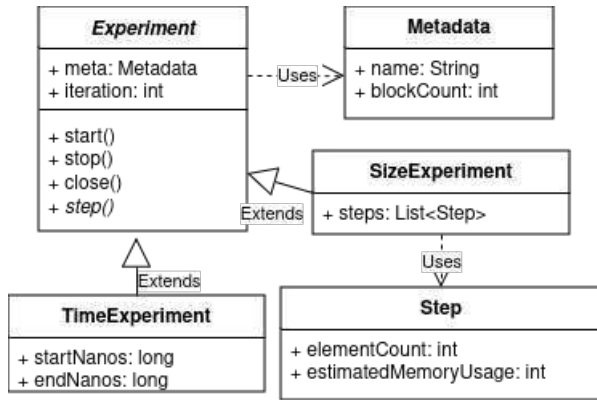 Experiment
+ meta: Metadata
+ iteration: int
+ start()
+ stop()
+ close()
+ step()
Uses
Metadata
+ name: String
+ blockCount: int
Extends
SizeExperiment
+ steps: List<Step>
Uses
Extends
TimeExperiment
+ startNanos: long
+ endNanos: long
Step
+ elementCount: int
+ estimatedMemoryUsage: int